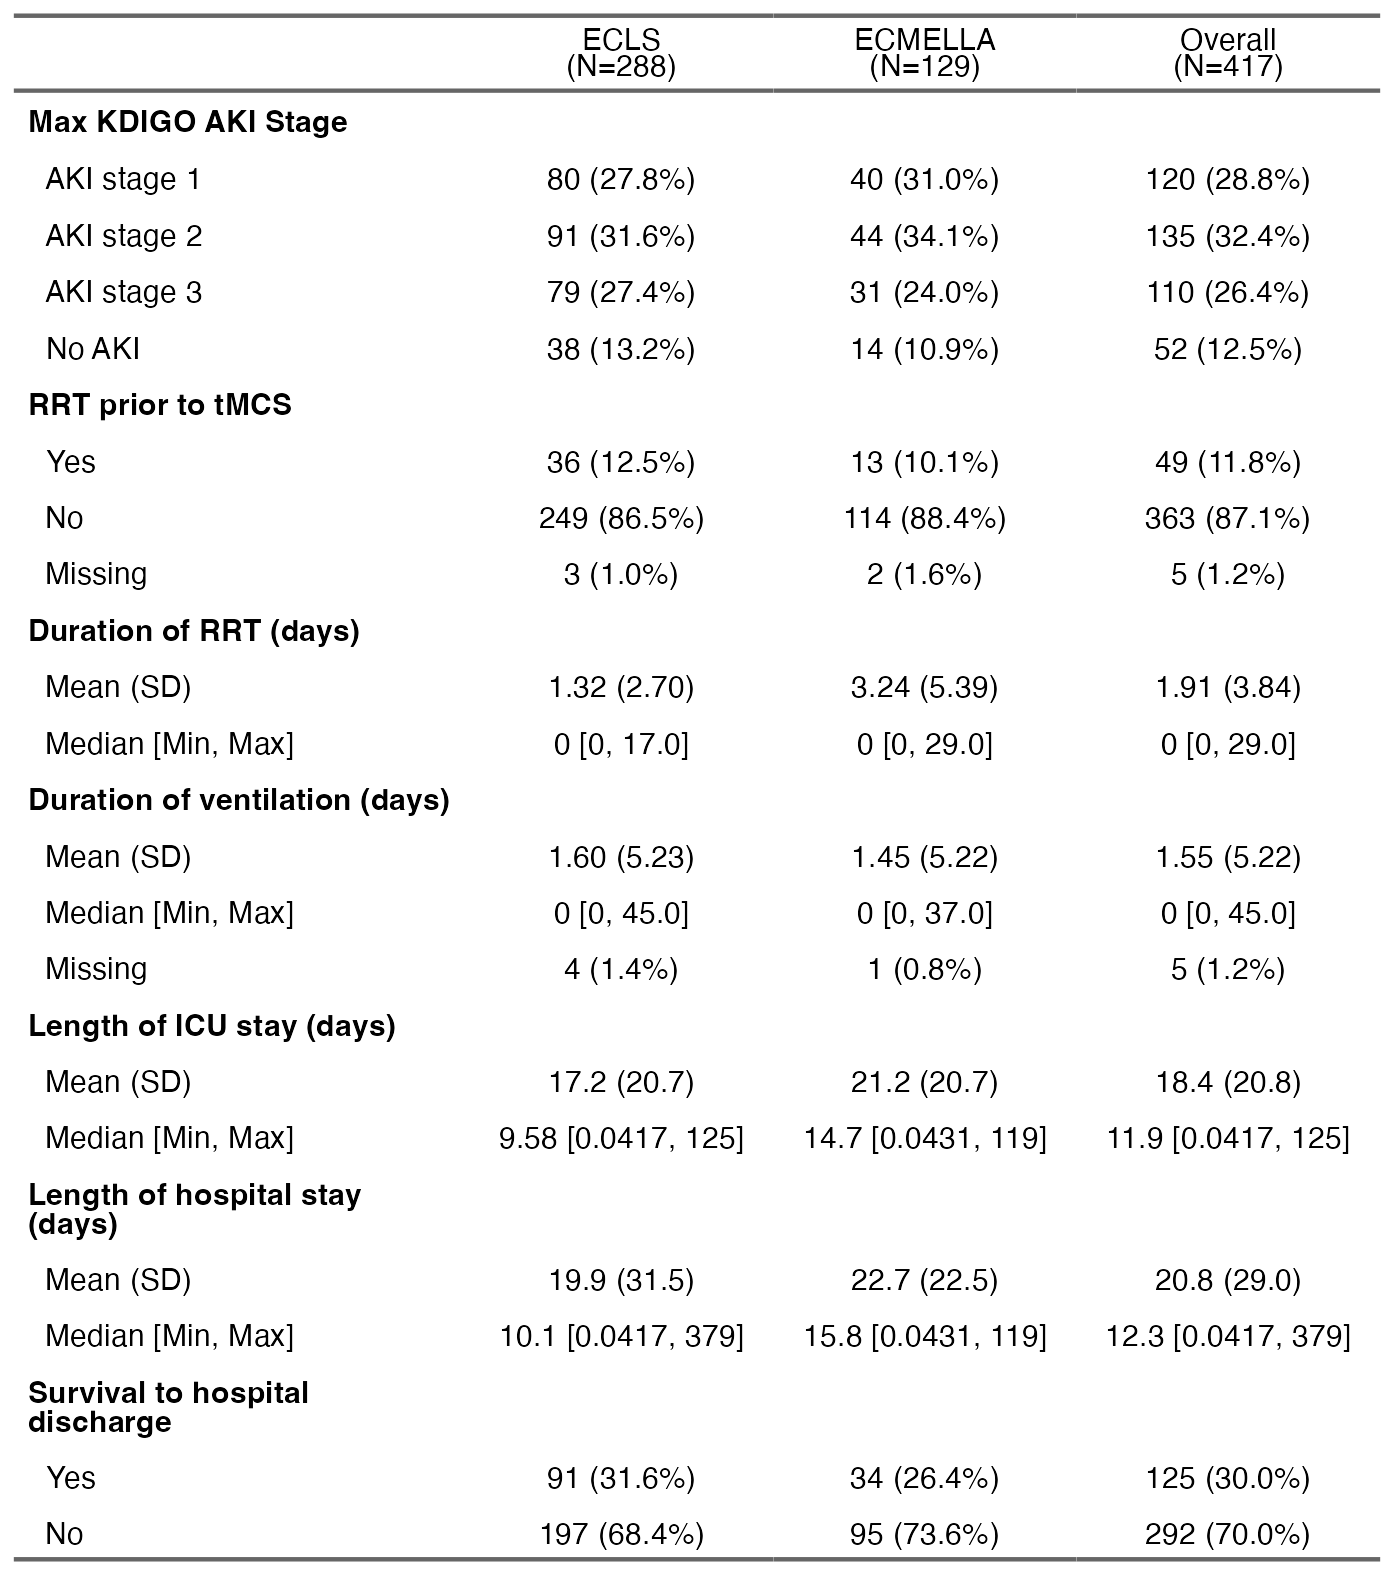 ECLS ECMELLA Overall
(N=288) (N=129) (N=417)
Max KDIGO AKI Stage
AKI stage 1 80 (27.8%) 40 (31.0%) 120 (28.8%)
AKI stage 2 91 (31.6%) 44 (34.1%) 135 (32.4%)
AKI stage 3 79 (27.4%) 31 (24.0%) 110 (26.4%)
No AKI 38 (13.2%) 14 (10.9%) 52 (12.5%)
RRT prior to tMCS
Yes 36 (12.5%) 13 (10.1%) 49 (11.8%)
No 249 (86.5%) 114 (88.4%) 363 (87.1%)
Missing 3 (1.0%) 2 (1.6%) 5 (1.2%)
Duration of RRT (days)
Mean (SD) 1.32 (2.70) 3.24 (5.39) 1.91 (3.84)
Median [Min, Max] 0 [0, 17.0] 0 [0, 29.0] 0 [0, 29.0]
Duration of ventilation (days)
Mean (SD) 1.60 (5.23) 1.45 (5.22) 1.55 (5.22)
Median [Min, Max] 0 [0, 45.0] 0 [0, 37.0] 0 [0, 45.0]
Missing 4 (1.4%) 1 (0.8%) 5 (1.2%)
Length of ICU stay (days)
Mean (SD) 17.2 (20.7) 21.2 (20.7) 18.4 (20.8)
Median [Min, Max] 9.58 [0.0417, 125] 14.7 [0.0431, 119] 11.9 [0.0417, 125]
Length of hospital stay
(days)
Mean (SD) 19.9 (31.5) 22.7 (22.5) 20.8 (29.0)
Median [Min, Max] 10.1 [0.0417, 379] 15.8 [0.0431, 119] 12.3 [0.0417, 379]
Survival to hospital
discharge
Yes 91 (31.6%) 34 (26.4%) 125 (30.0%)
No 197 (68.4%) 95 (73.6%) 292 (70.0%)